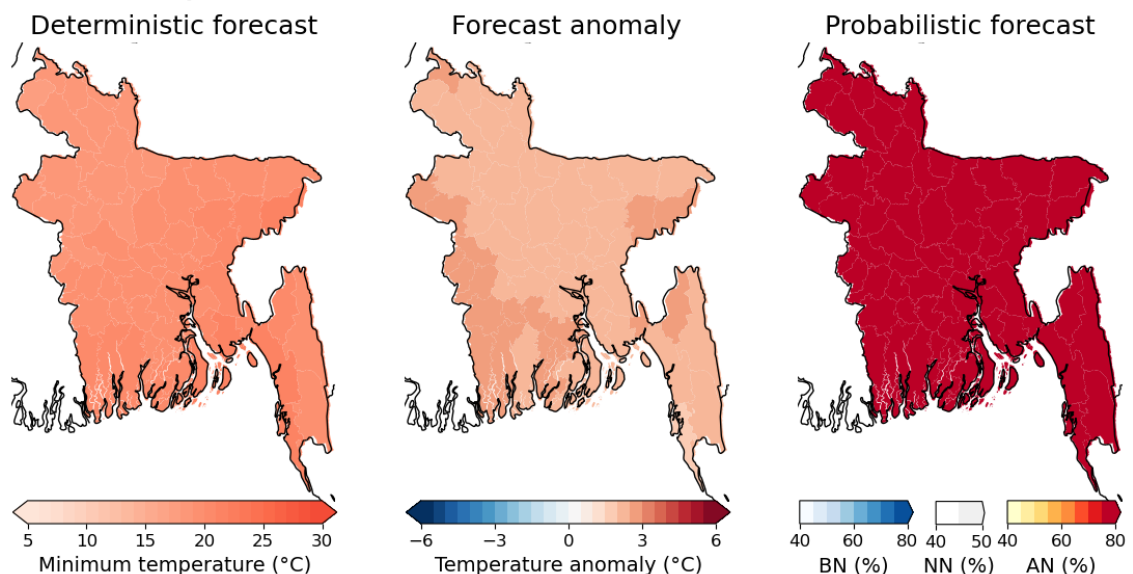 Deterministic forecast
Forecast anomaly
Probabilistic forecast
5 10 15 20 25 30
Minimum temperature (°C)
−6 −3 0 3 6
Temperature anomaly (°C)
40 60 80
BN (%)
40 50
NN (%)
40 60 80
AN (%)